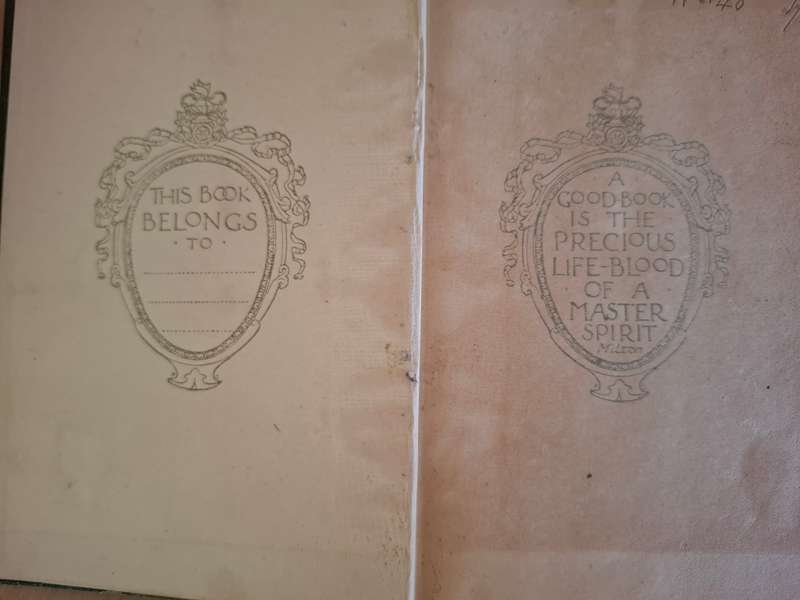 THIS BOOK
BELONGS
· TO ·
A
GOOD·BOOK
IS THE
PRECIOUS
LIFE-BLOOD
OF A
MASTER
SPIRIT
Milton